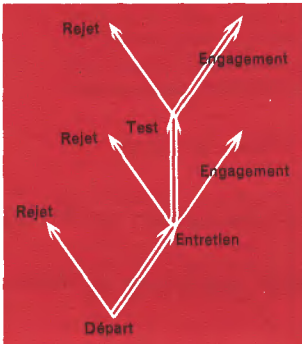 Rejet
Engagement
Test
Rejet
Engagement
Rejet
Entretien
Départ